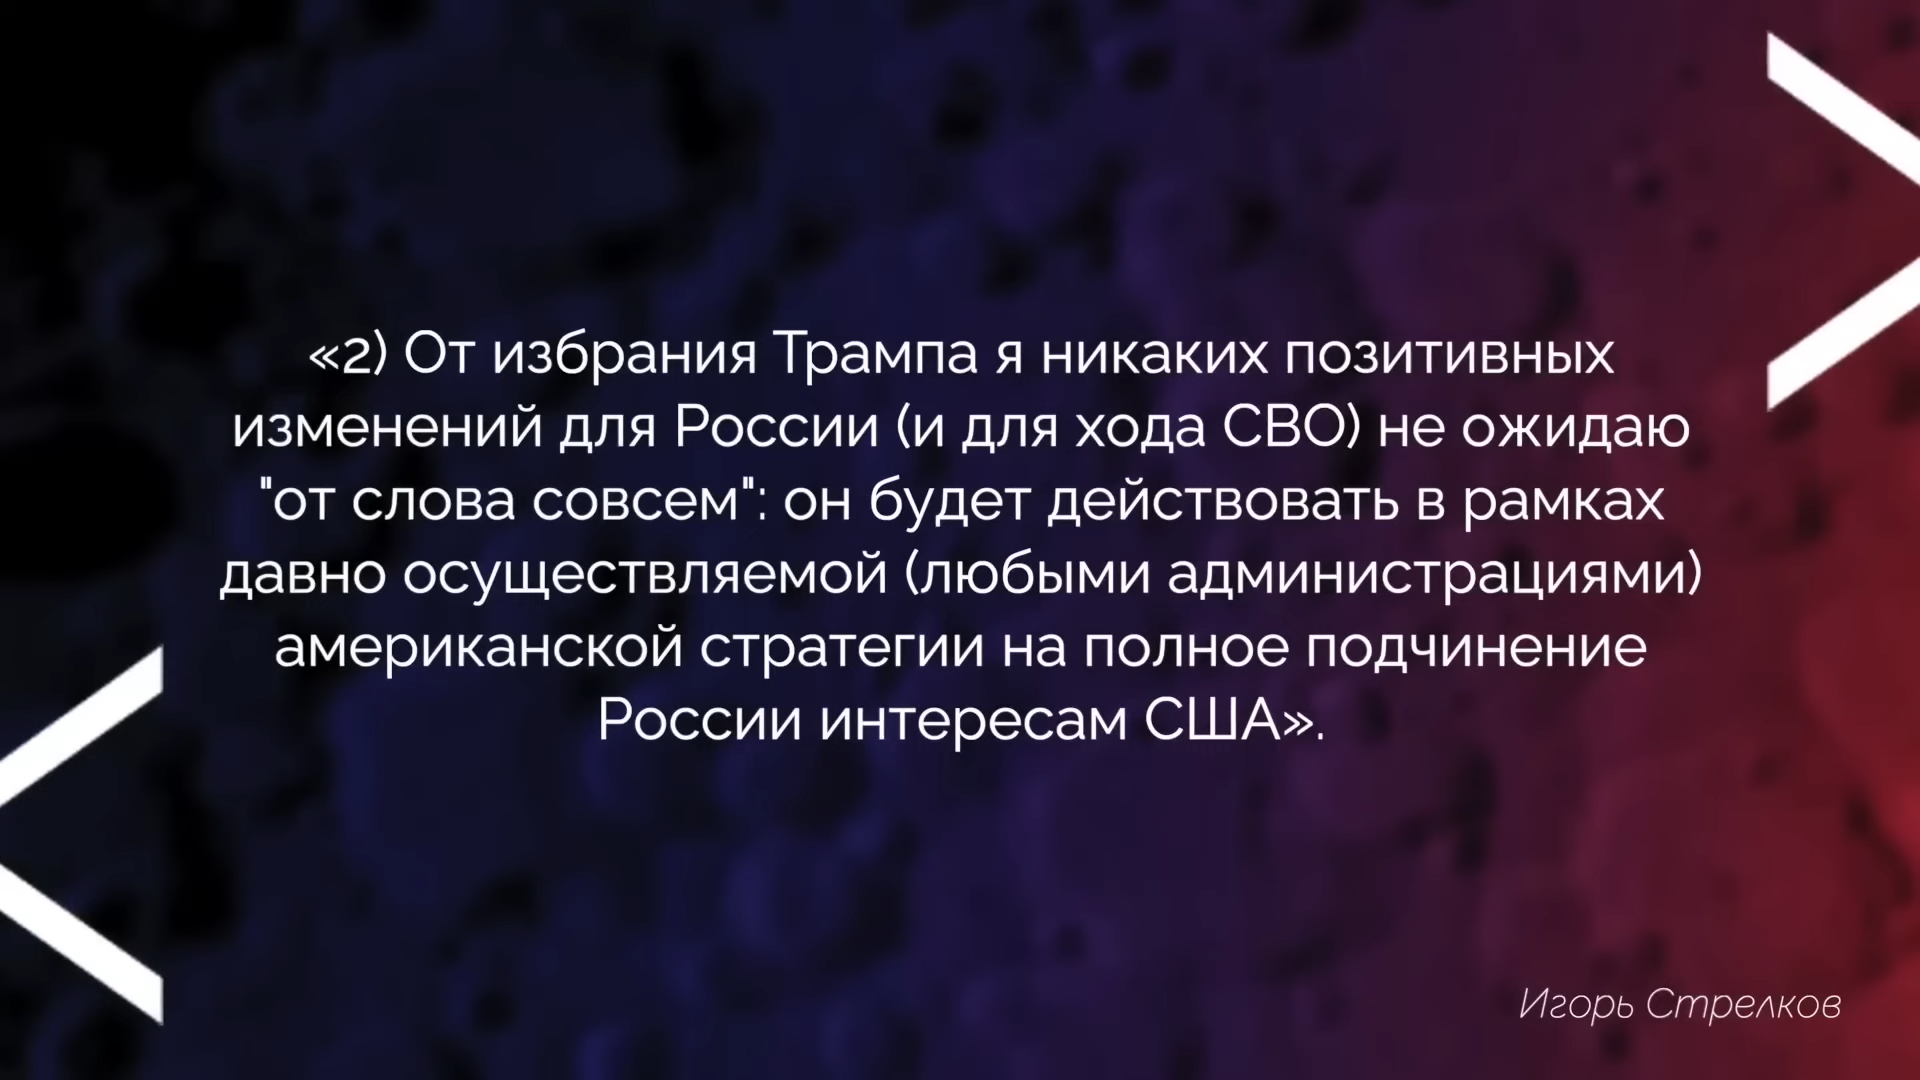 «2) От избрания Трампа я никаких позитивных
изменений для России (и для хода СВО) не ожидаю
"от слова совсем": он будет действовать в рамках
давно осуществляемой (любыми администрациями)
американской стратегии на полное подчинение
России интересам США».
Игорь Стрелков